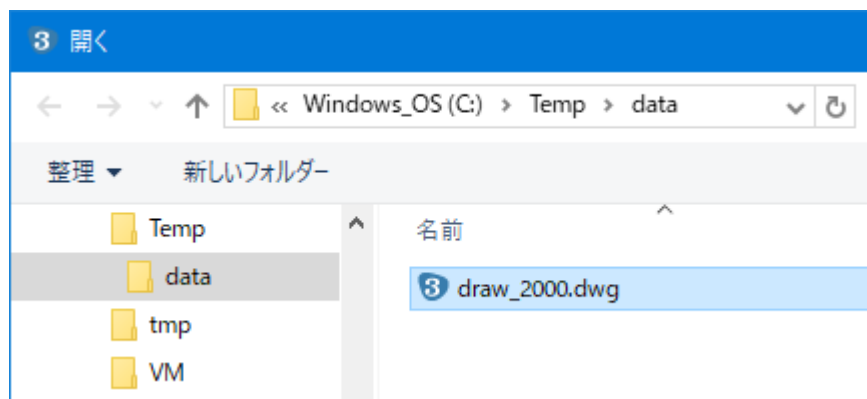 3 開く
« Windows_OS (C:) > Temp > data
整理 新しいフォルダー
Temp
data
tmp
VM
名前
3 draw_2000.dwg